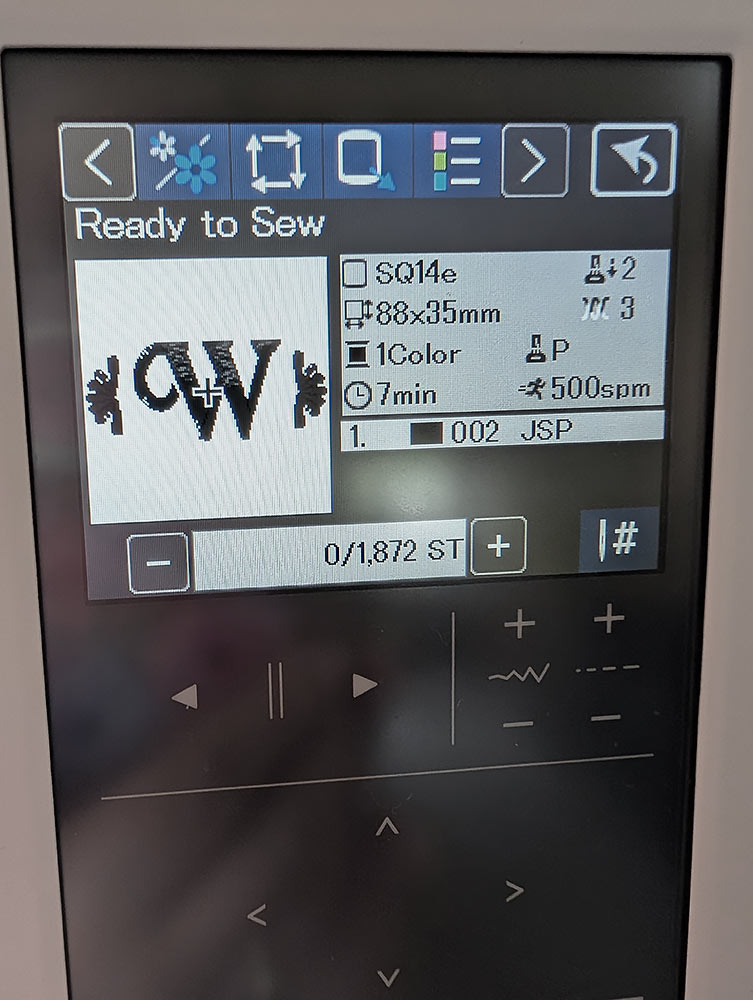 Ready to Sew
SQ14e
2
88x35mm
3
1Color
P
7min
500spm
1. 002 JSP
W
− 0/1,872 ST + #